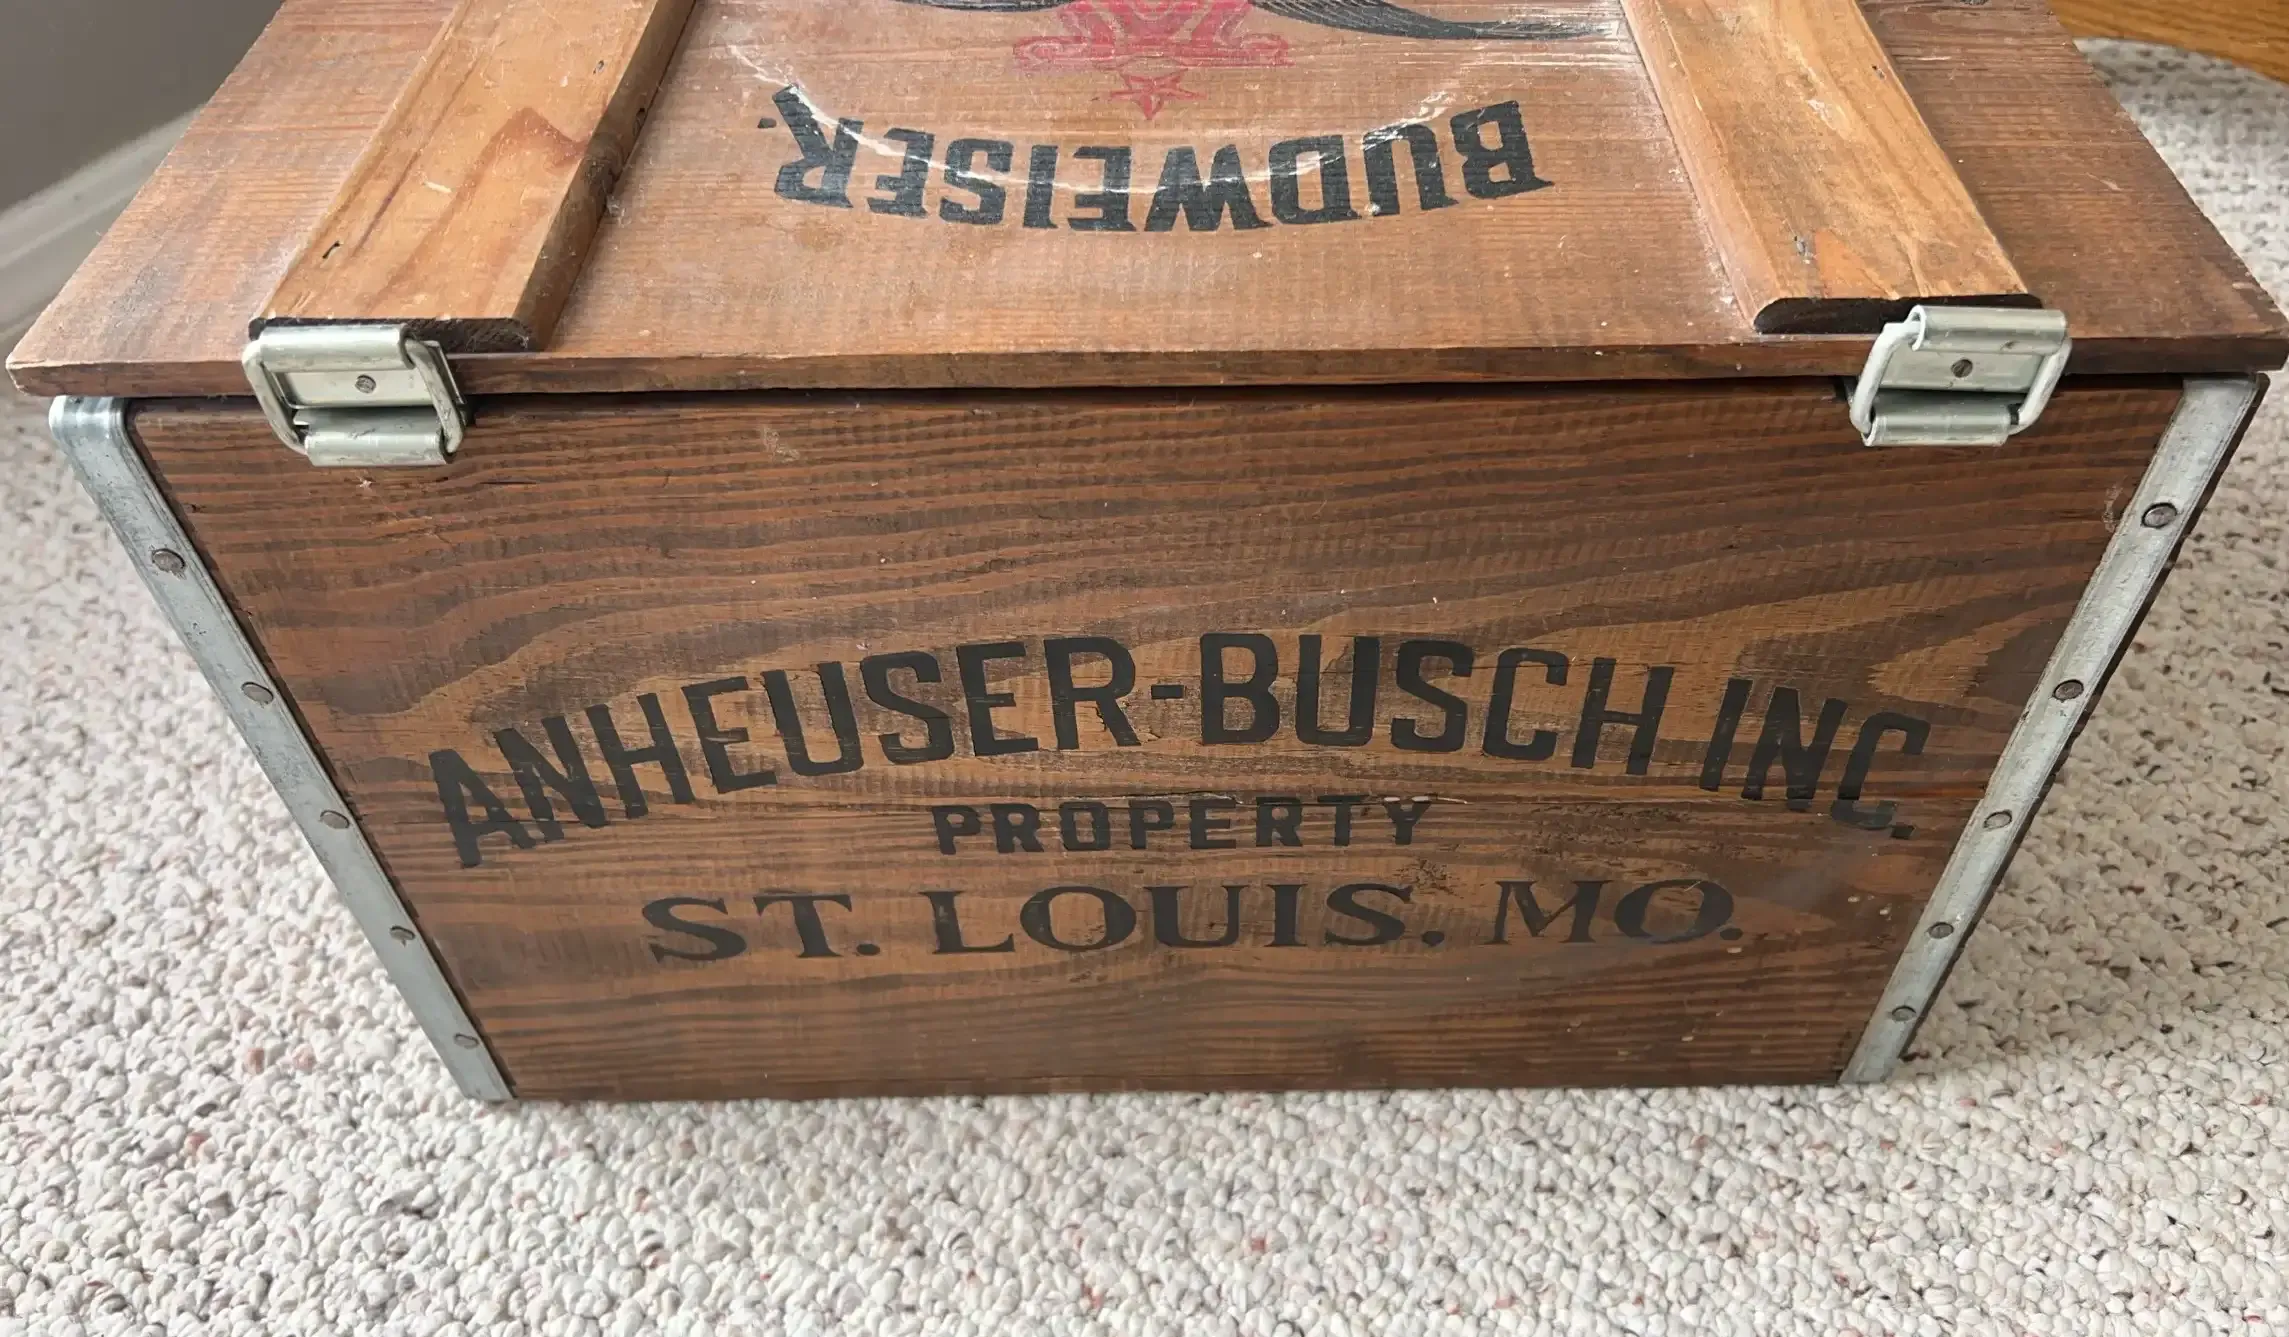 BUDWEISER.
ANHEUSER-BUSCH INC.
PROPERTY
ST. LOUIS, MO.